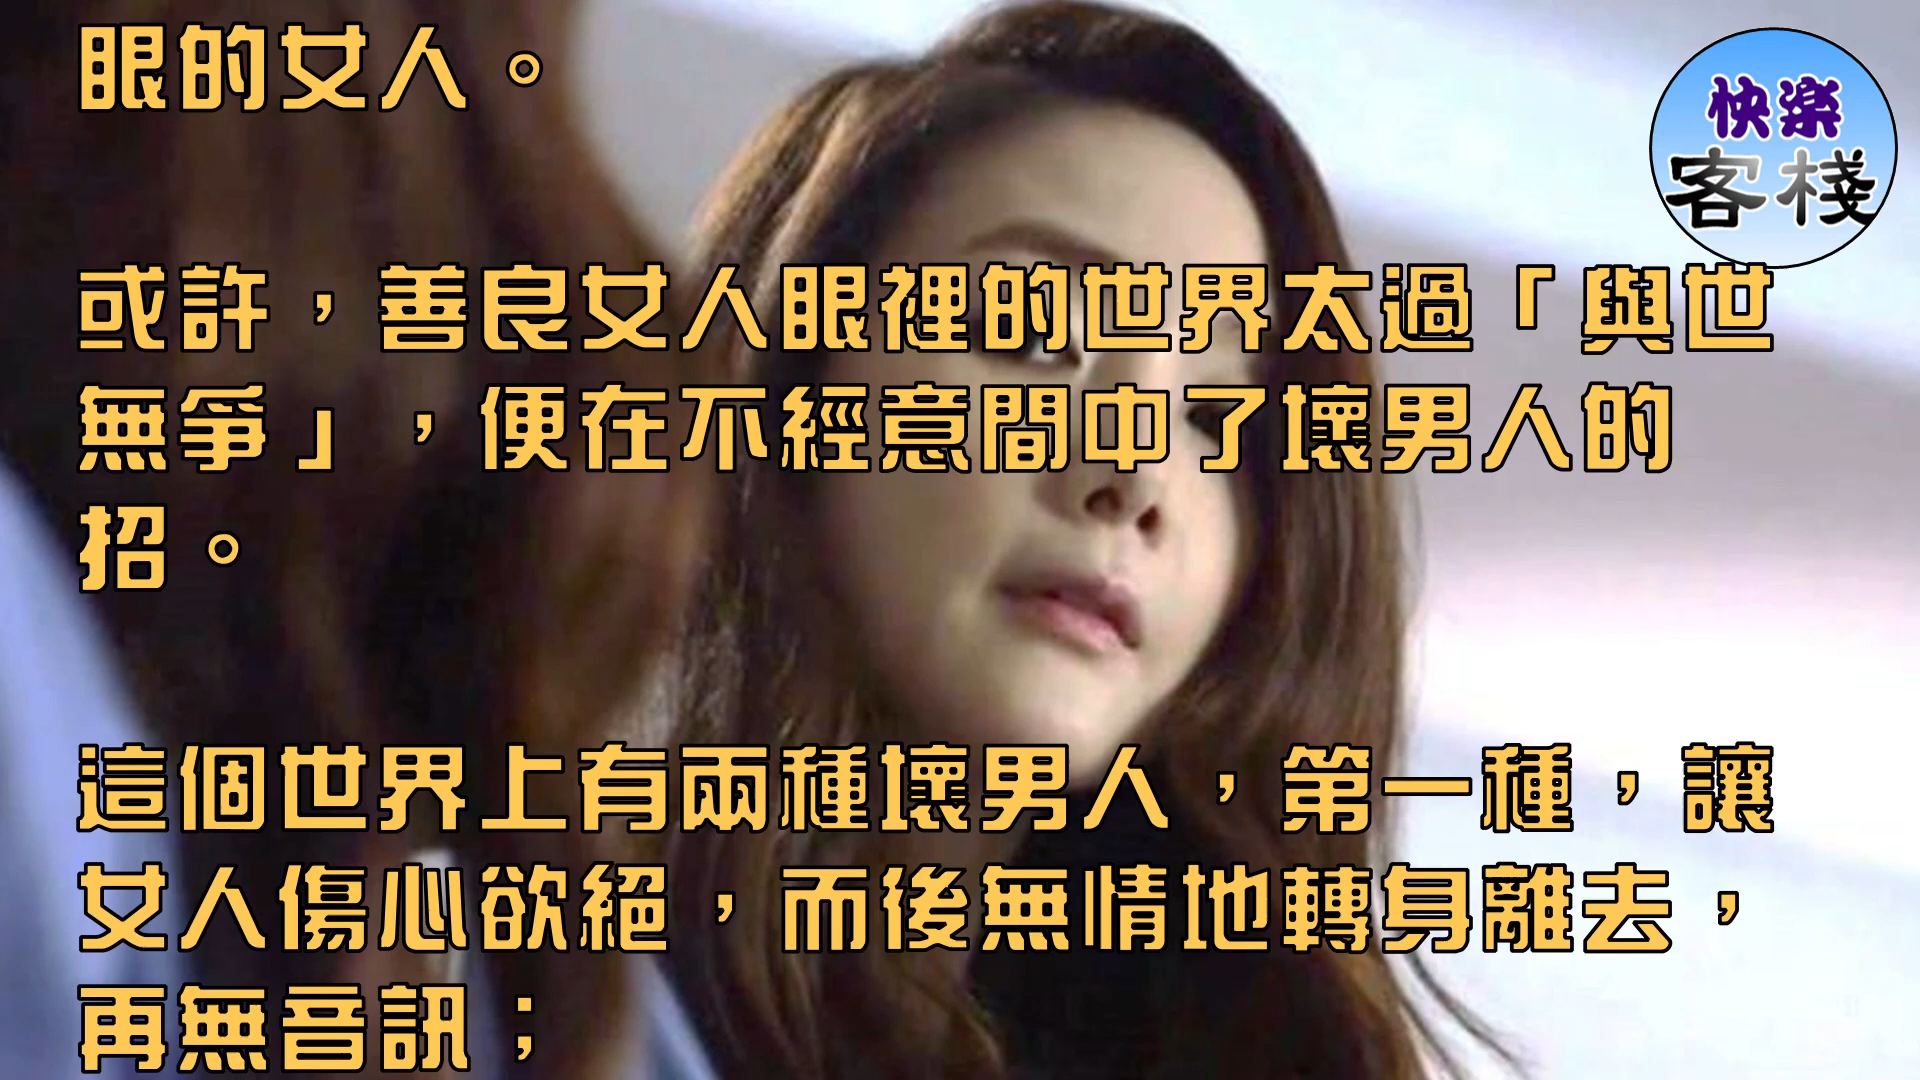 眼的女人。
快樂
客棧
或許，善良女人眼裡的世界太過「與世
無爭」，便在不經意間中了壞男人的
招。
這個世界上有兩種壞男人，第一種，讓
女人傷心欲絕，而後無情地轉身離去，
再無音訊；